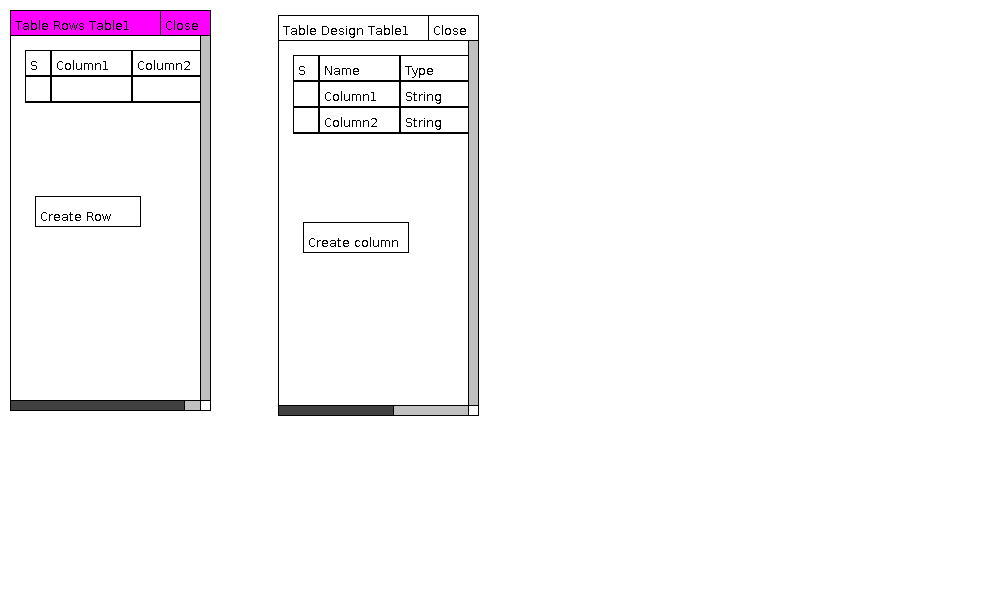 Table Rows Table1 Close
S Column1 Column2
Create Row
Table Design Table1 Close
S Name Type
Column1 String
Column2 String
Create column